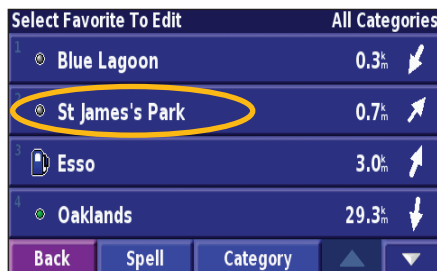 Select Favorite To Edit All Categories
1 Blue Lagoon 0.3km
St James's Park 0.7km
3 Esso 3.0km
4 Oaklands 29.3km
Back Spell Category